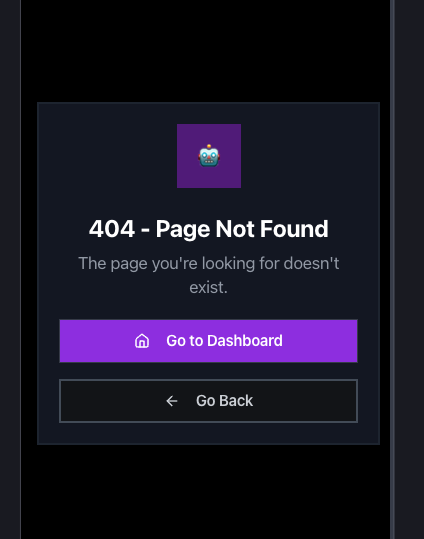 404 - Page Not Found
The page you're looking for doesn't
exist.
Go to Dashboard
Go Back